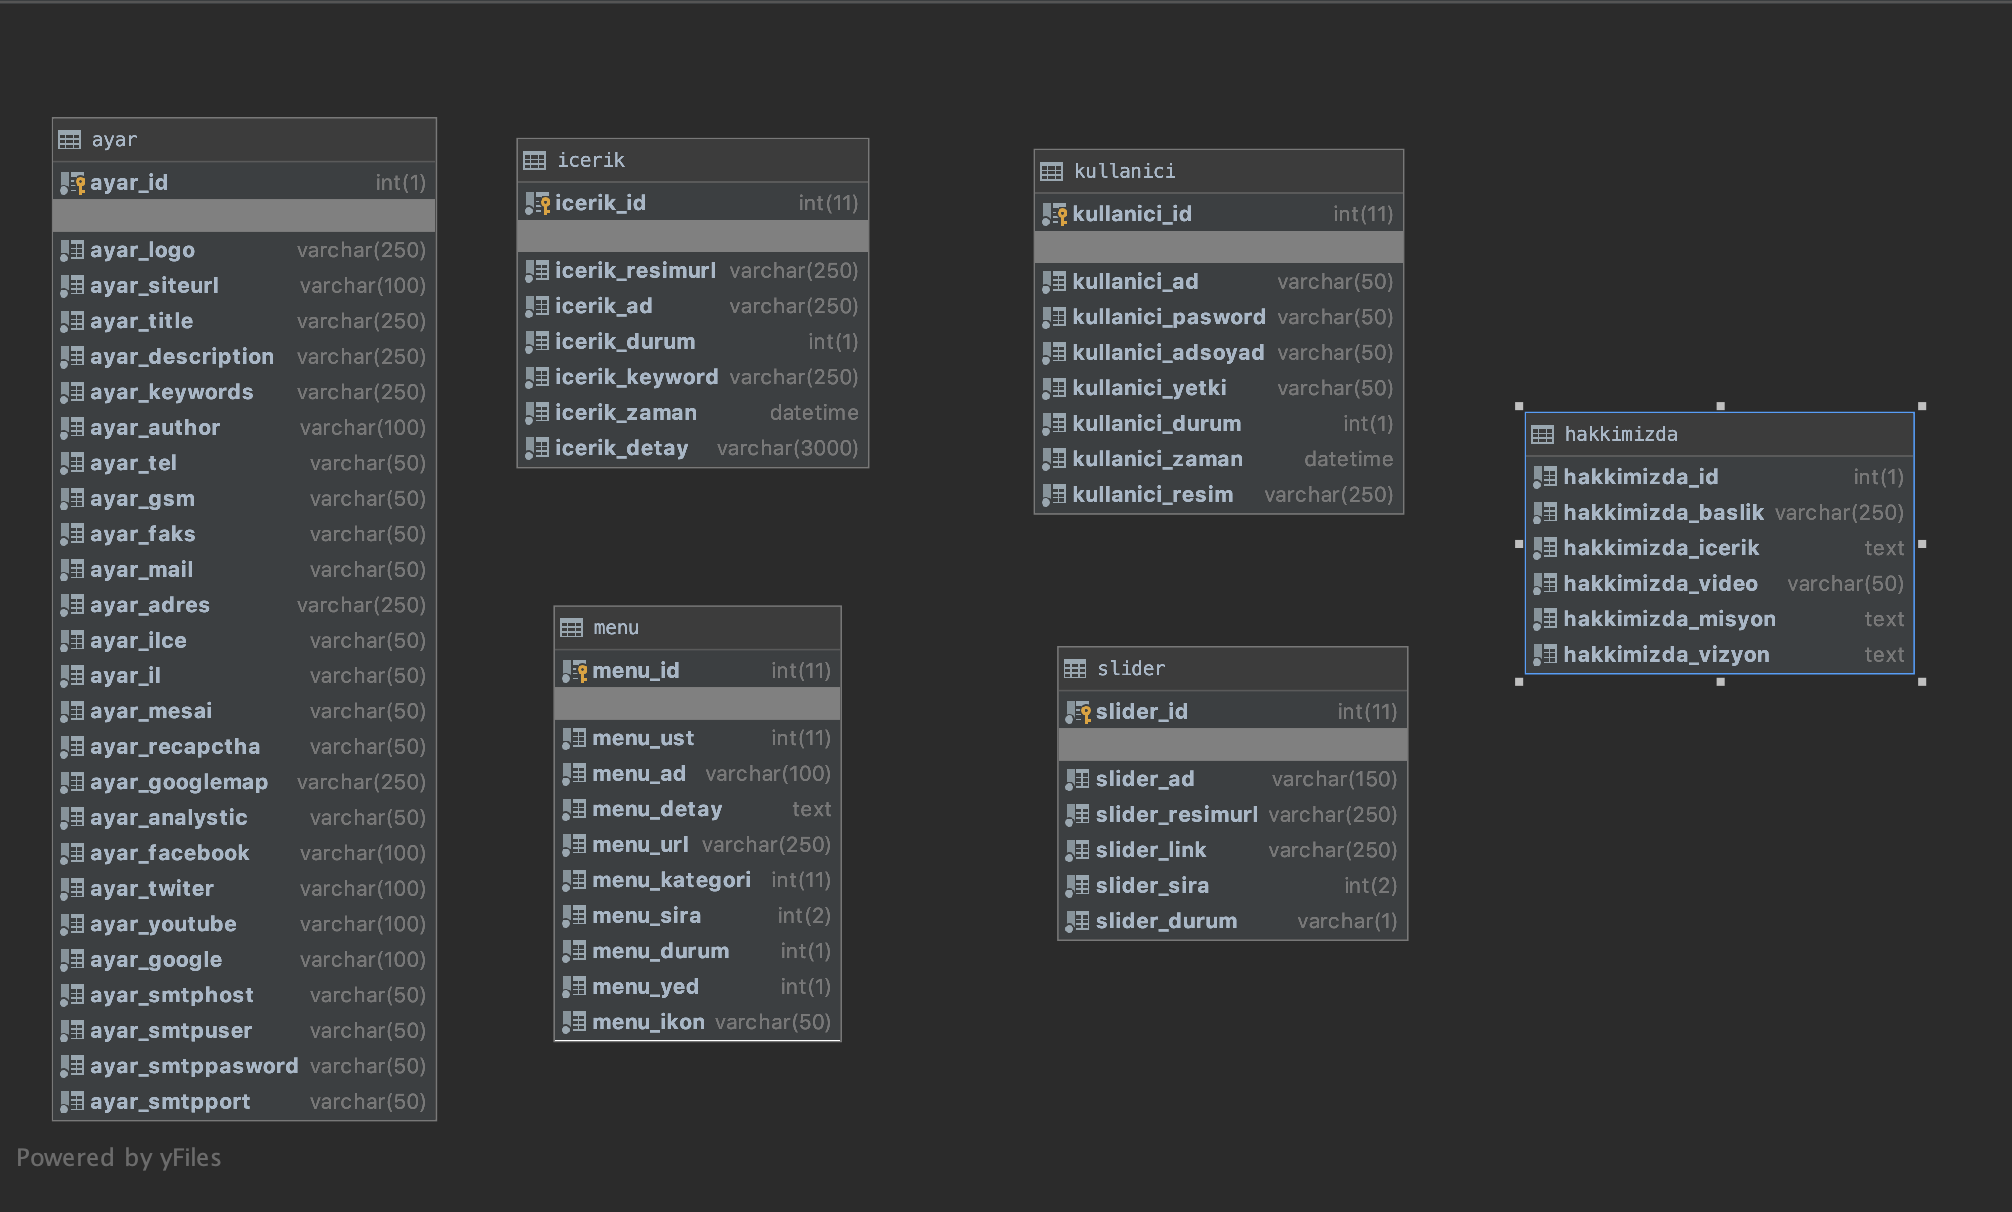 ayar
ayar_id int(1)
ayar_logo varchar(250)
ayar_siteurl varchar(100)
ayar_title varchar(250)
ayar_description varchar(250)
ayar_keywords varchar(250)
ayar_author varchar(100)
ayar_tel varchar(50)
ayar_gsm varchar(50)
ayar_faks varchar(50)
ayar_mail varchar(50)
ayar_adres varchar(250)
ayar_ilce varchar(50)
ayar_il varchar(50)
ayar_mesai varchar(50)
ayar_recapctha varchar(50)
ayar_googlemap varchar(250)
ayar_analystic varchar(50)
ayar_facebook varchar(100)
ayar_twiter varchar(100)
ayar_youtube varchar(100)
ayar_google varchar(100)
ayar_smtphost varchar(50)
ayar_smtpuser varchar(50)
ayar_smtppasword varchar(50)
ayar_smtpport varchar(50)
icerik
icerik_id int(11)
icerik_resimurl varchar(250)
icerik_ad varchar(250)
icerik_durum int(1)
icerik_keyword varchar(250)
icerik_zaman datetime
icerik_detay varchar(3000)
menu
menu_id int(11)
menu_ust int(11)
menu_ad varchar(100)
menu_detay text
menu_url varchar(250)
menu_kategori int(11)
menu_sira int(2)
menu_durum int(1)
menu_yed int(1)
menu_ikon varchar(50)
kullanici
kullanici_id int(11)
kullanici_ad varchar(50)
kullanici_pasword varchar(50)
kullanici_adsoyad varchar(50)
kullanici_yetki varchar(50)
kullanici_durum int(1)
kullanici_zaman datetime
kullanici_resim varchar(250)
slider
slider_id int(11)
slider_ad varchar(150)
slider_resimurl varchar(250)
slider_link varchar(250)
slider_sira int(2)
slider_durum varchar(1)
hakkimizda
hakkimizda_id int(1)
hakkimizda_baslik varchar(250)
hakkimizda_icerik text
hakkimizda_video varchar(50)
hakkimizda_misyon text
hakkimizda_vizyon text
Powered by yFiles